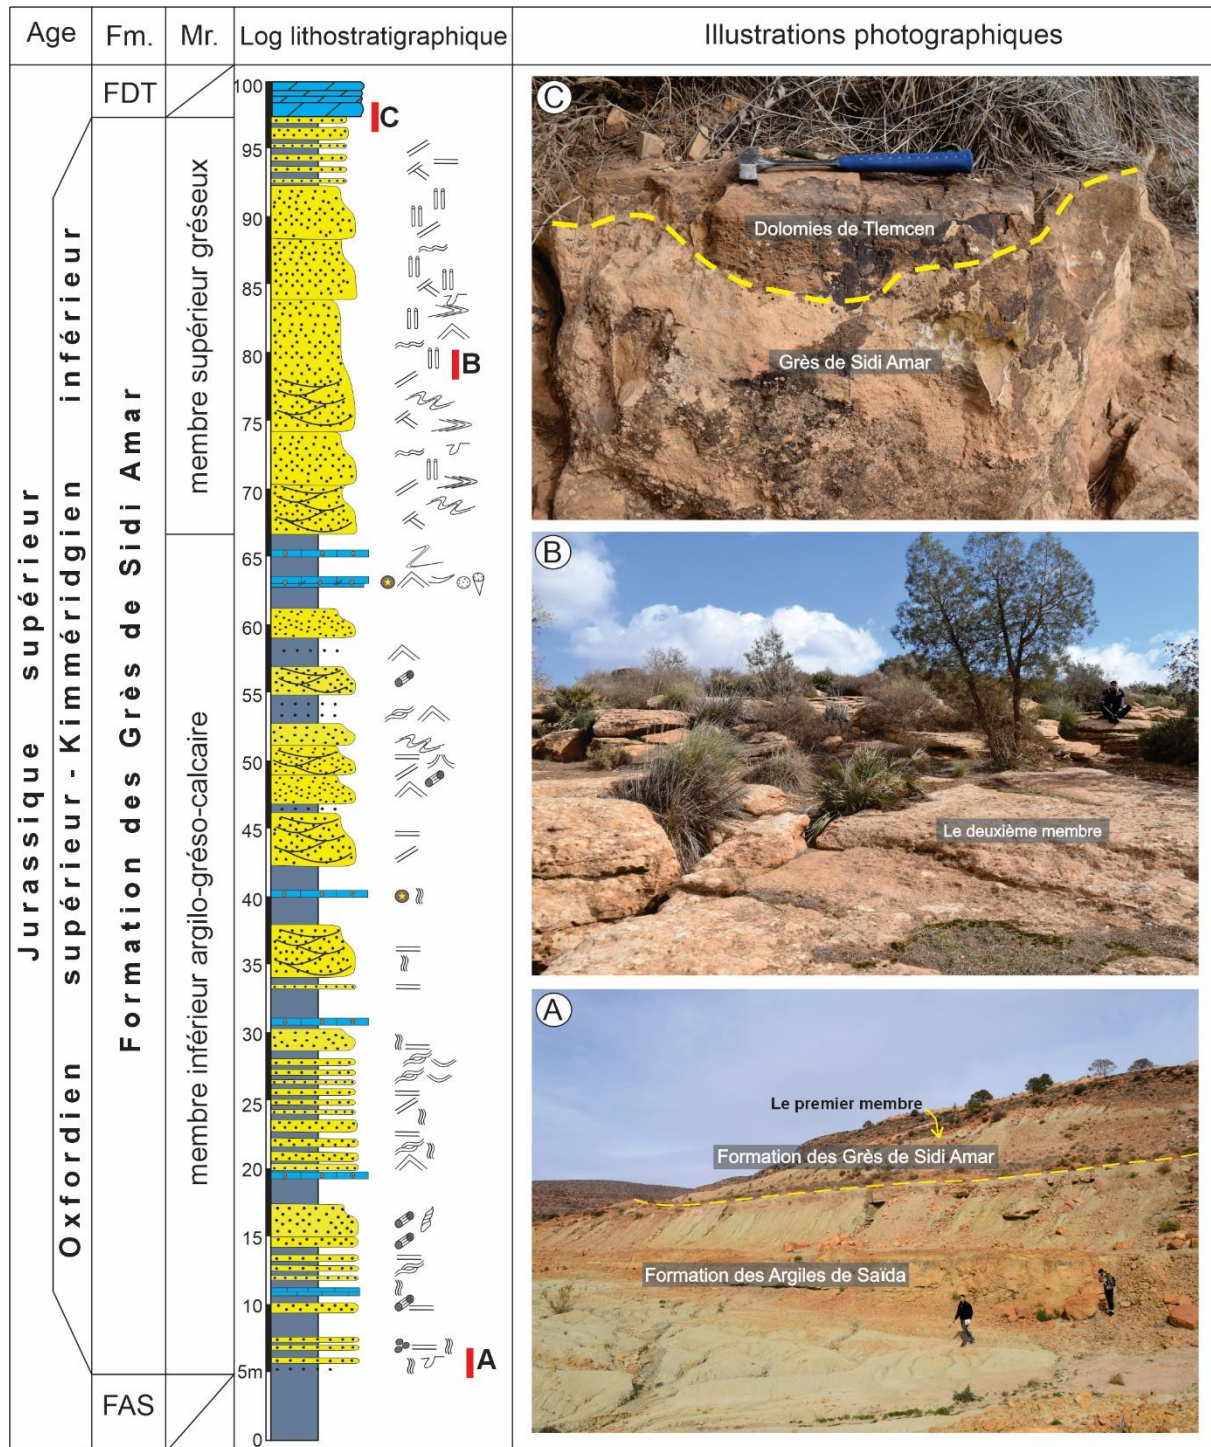 Age
Fm.
Mr.
Log lithostratigraphique
Illustrations photographiques
Jurassique supérieur
Oxfordien supérieur - Kimméridgien inférieur
FDT
Formation des Grès de Sidi Amar
FAS
membre supérieur gréseux
membre inférieur argilo-gréso-calcaire
100
95
90
85
80
75
70
65
60
55
50
45
40
35
30
25
20
15
10
5m
0
C
B
A
C
Dolomies de Tlemcen
Grès de Sidi Amar
B
Le deuxième membre
A
Le premier membre
Formation des Grès de Sidi Amar
Formation des Argiles de Saïda